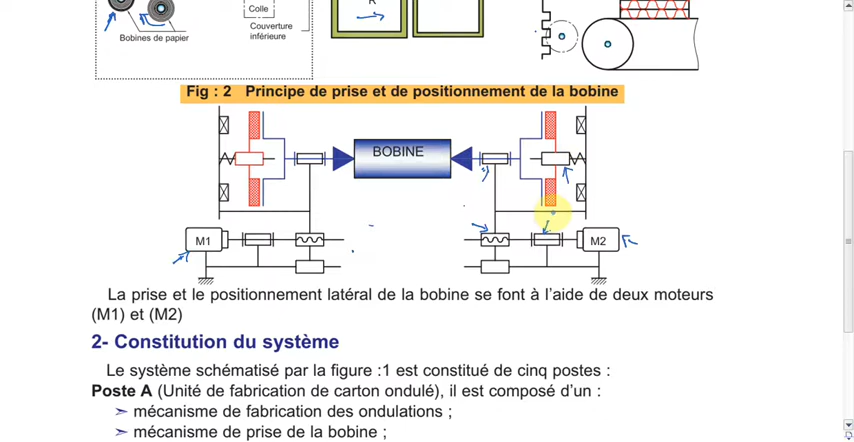 R
Colle
Bobines de papier
Couverture
inférieure
Fig : 2 Principe de prise et de positionnement de la bobine
BOBINE
M1
M2
La prise et le positionnement latéral de la bobine se font à l'aide de deux moteurs
(M1) et (M2)
2- Constitution du système
Le système schématisé par la figure :1 est constitué de cinq postes :
Poste A (Unité de fabrication de carton ondulé), il est composé d'un :
➣ mécanisme de fabrication des ondulations ;
➣ mécanisme de prise de la bobine ;